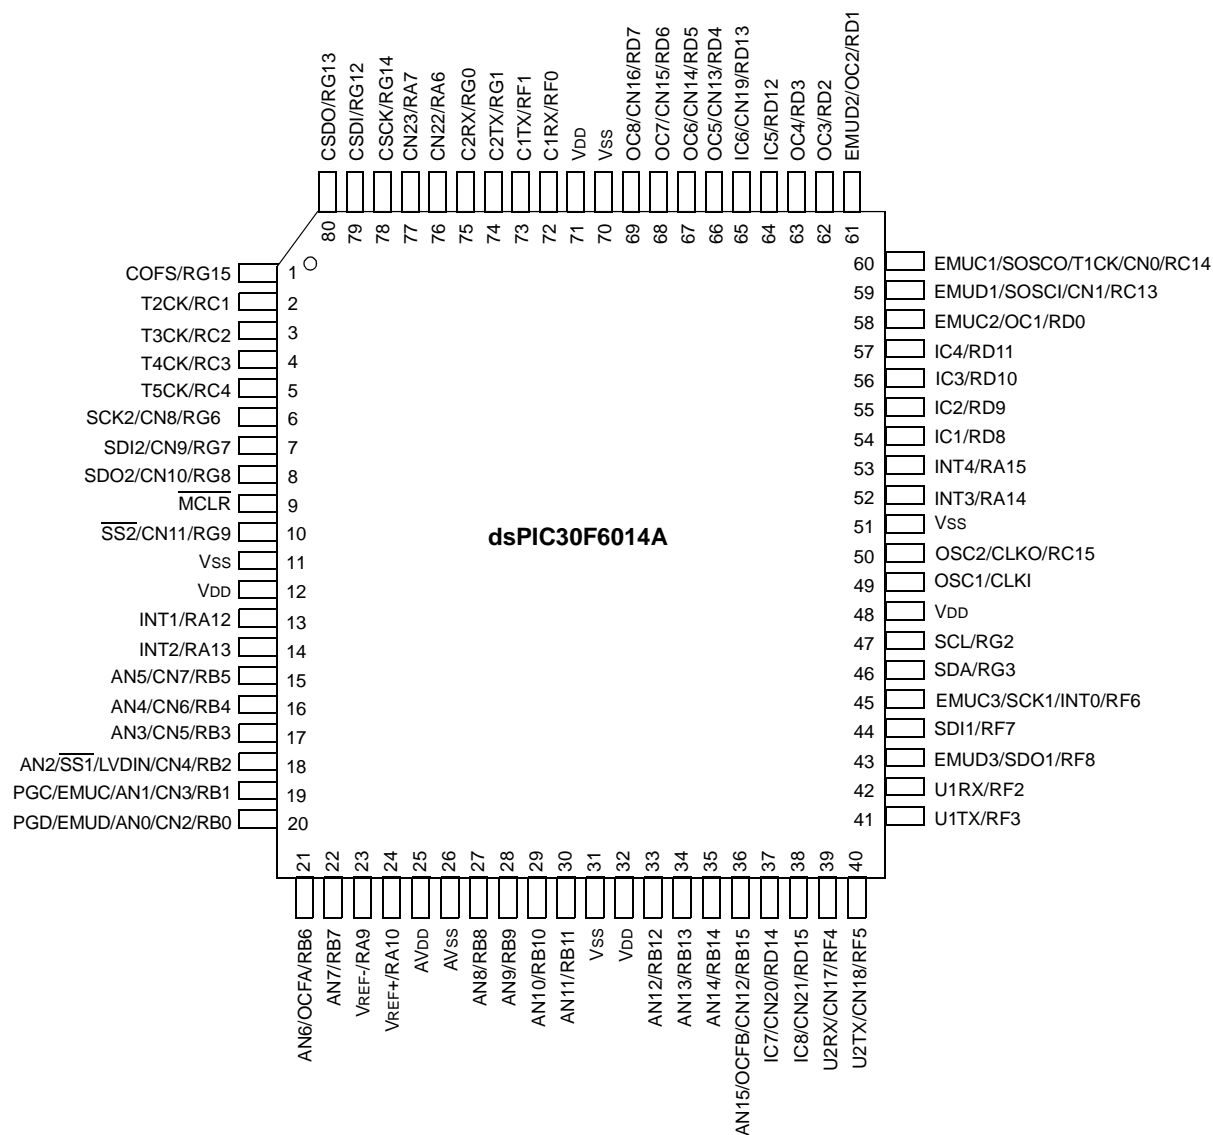 CSDO/RG13
CSDI/RG12
CSCK/RG14
CN23/RA7
CN22/RA6
C2RX/RG0
C2TX/RG1
C1TX/RF1
C1RX/RF0
VDD
VSS
OC8/CN16/RD7
OC7/CN15/RD6
OC6/CN14/RD5
OC5/CN13/RD4
IC6/CN19/RD13
IC5/RD12
OC4/RD3
OC3/RD2
EMUD2/OC2/RD1
80
79
78
77
76
75
74
73
72
71
70
69
68
67
66
65
64
63
62
61
COFS/RG15 1
T2CK/RC1 2
T3CK/RC2 3
T4CK/RC3 4
T5CK/RC4 5
SCK2/CN8/RG6 6
SDI2/CN9/RG7 7
SDO2/CN10/RG8 8
MCLR 9
SS2/CN11/RG9 10
VSS 11
VDD 12
INT1/RA12 13
INT2/RA13 14
AN5/CN7/RB5 15
AN4/CN6/RB4 16
AN3/CN5/RB3 17
AN2/SS1/LVDIN/CN4/RB2 18
PGC/EMUC/AN1/CN3/RB1 19
PGD/EMUD/AN0/CN2/RB0 20
dsPIC30F6014A
60 EMUC1/SOSCO/T1CK/CN0/RC14
59 EMUD1/SOSCI/CN1/RC13
58 EMUC2/OC1/RD0
57 IC4/RD11
56 IC3/RD10
55 IC2/RD9
54 IC1/RD8
53 INT4/RA15
52 INT3/RA14
51 VSS
50 OSC2/CLKO/RC15
49 OSC1/CLKI
48 VDD
47 SCL/RG2
46 SDA/RG3
45 EMUC3/SCK1/INT0/RF6
44 SDI1/RF7
43 EMUD3/SDO1/RF8
42 U1RX/RF2
41 U1TX/RF3
21
22
23
24
25
26
27
28
29
30
31
32
33
34
35
36
37
38
39
40
AN6/OCFA/RB6
AN7/RB7
VREF-/RA9
VREF+/RA10
AVDD
AVSS
AN8/RB8
AN9/RB9
AN10/RB10
AN11/RB11
VSS
VDD
AN12/RB12
AN13/RB13
AN14/RB14
AN15/OCFB/CN12/RB15
IC7/CN20/RD14
IC8/CN21/RD15
U2RX/CN17/RF4
U2TX/CN18/RF5